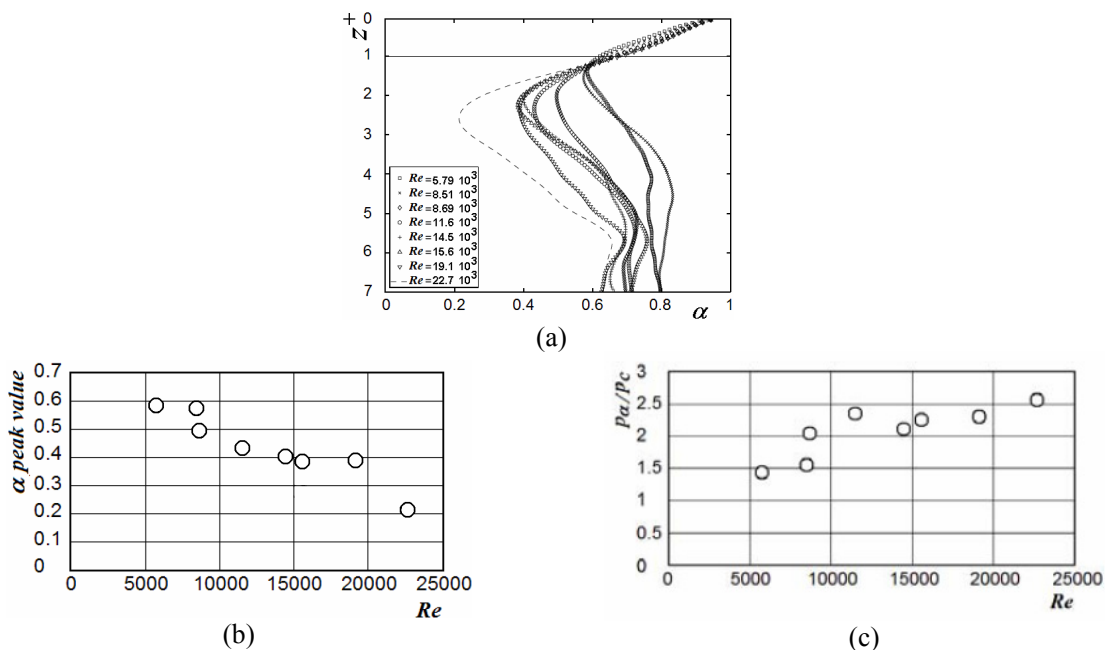 z+
0
1
2
3
4
5
6
7
Re=5.79 10³
Re=8.51 10³
Re=8.69 10³
Re=11.6 10³
Re=14.5 10³
Re=15.6 10³
Re=19.1 10³
Re=22.7 10³
0 0.2 0.4 0.6 0.8 1
α
(a)
α peak value
0.7
0.6
0.5
0.4
0.3
0.2
0.1
0
0 5000 10000 15000 20000 25000
Re
(b)
pα/pc
3
2.5
2
1.5
1
0.5
0
0 5000 10000 15000 20000 25000
Re
(c)